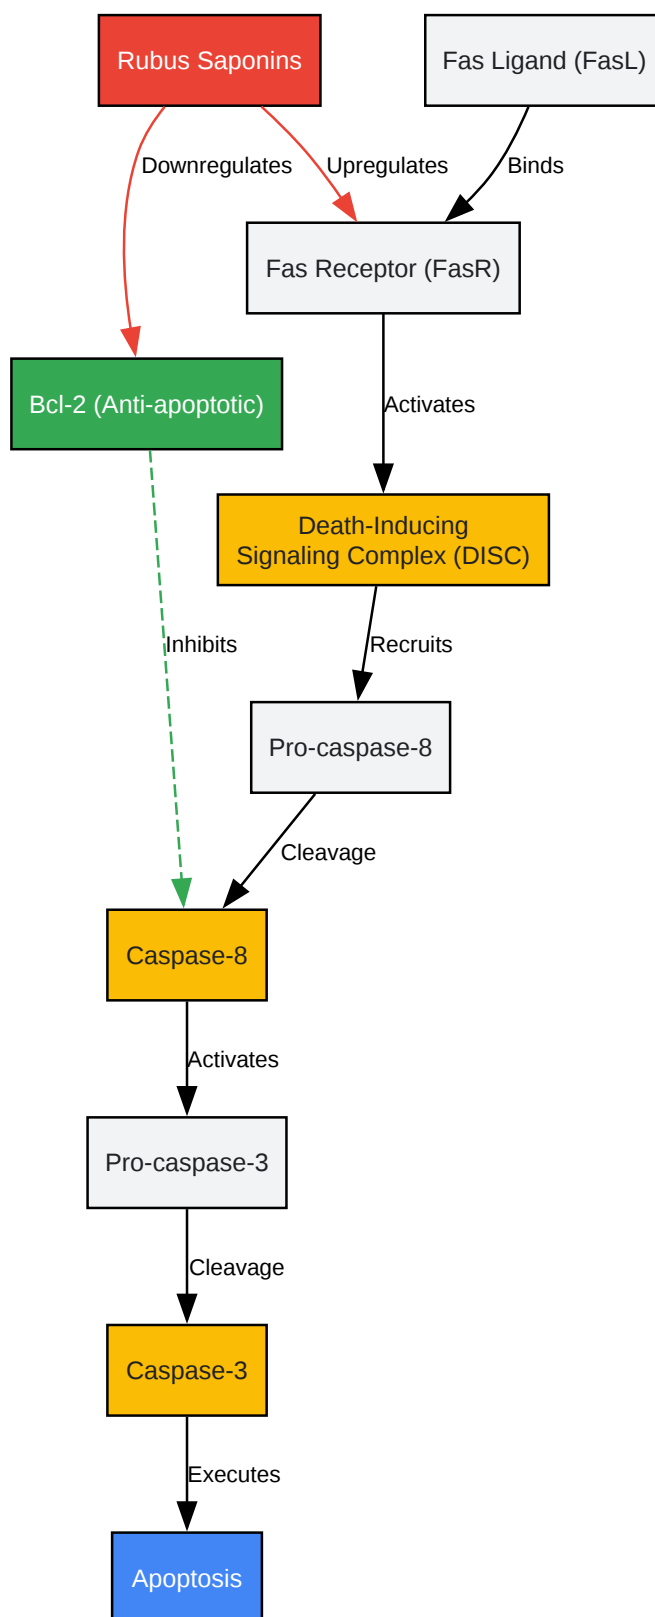 Rubus Saponins
Fas Ligand (FasL)
Downregulates
Upregulates
Binds
Fas Receptor (FasR)
Bcl-2 (Anti-apoptotic)
Activates
Death-Inducing
Signaling Complex (DISC)
Inhibits
Recruits
Pro-caspase-8
Cleavage
Caspase-8
Activates
Pro-caspase-3
Cleavage
Caspase-3
Executes
Apoptosis